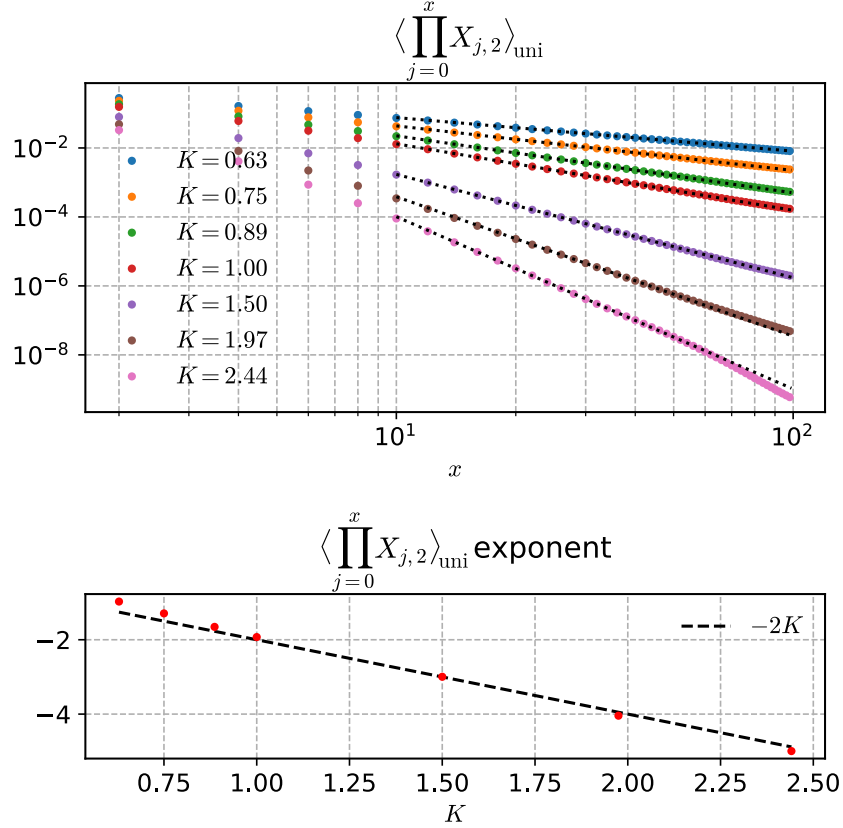 ⟨∏_{j=0}^{x} X_{j,2}⟩_{uni}
10^{-2}
10^{-4}
10^{-6}
10^{-8}
K = 0.63
K = 0.75
K = 0.89
K = 1.00
K = 1.50
K = 1.97
K = 2.44
10^1
10^2
x
⟨∏_{j=0}^{x} X_{j,2}⟩_{uni} exponent
−2
−4
−2K
0.75
1.00
1.25
1.50
1.75
2.00
2.25
2.50
K